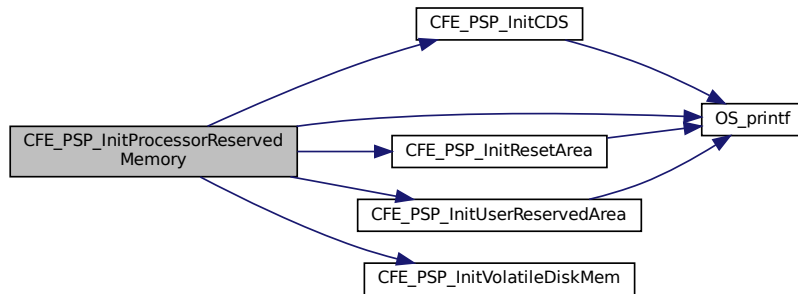 CFE_PSP_InitCDS
OS_printf
CFE_PSP_InitProcessorReserved
Memory
CFE_PSP_InitResetArea
CFE_PSP_InitUserReservedArea
CFE_PSP_InitVolatileDiskMem